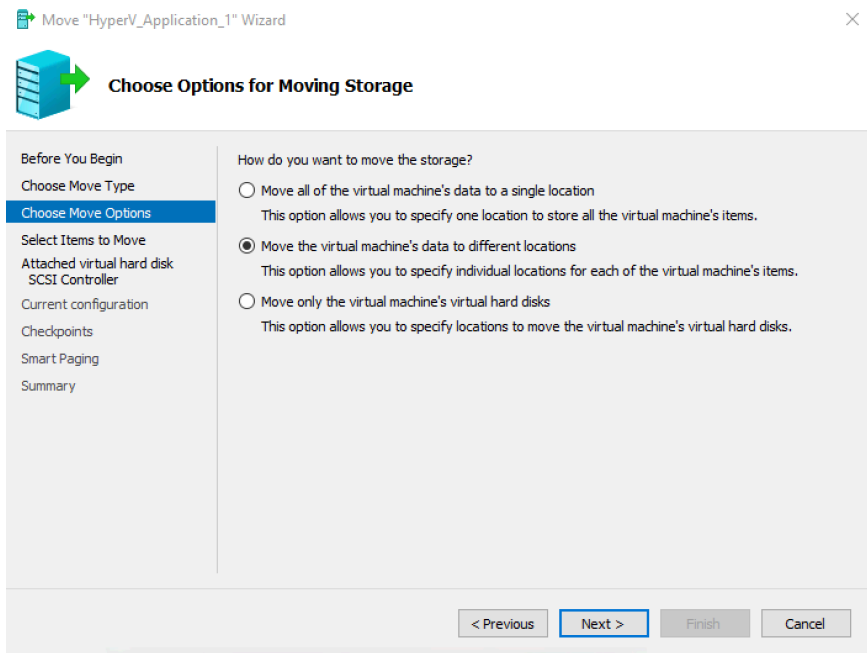 Move "HyperV_Application_1" Wizard
Choose Options for Moving Storage
Before You Begin
Choose Move Type
Choose Move Options
Select Items to Move
Attached virtual hard disk
SCSI Controller
Current configuration
Checkpoints
Smart Paging
Summary
How do you want to move the storage?
Move all of the virtual machine's data to a single location
This option allows you to specify one location to store all the virtual machine's items.
Move the virtual machine's data to different locations
This option allows you to specify individual locations for each of the virtual machine's items.
Move only the virtual machine's virtual hard disks
This option allows you to specify locations to move the virtual machine's virtual hard disks.
< Previous
Next >
Finish
Cancel